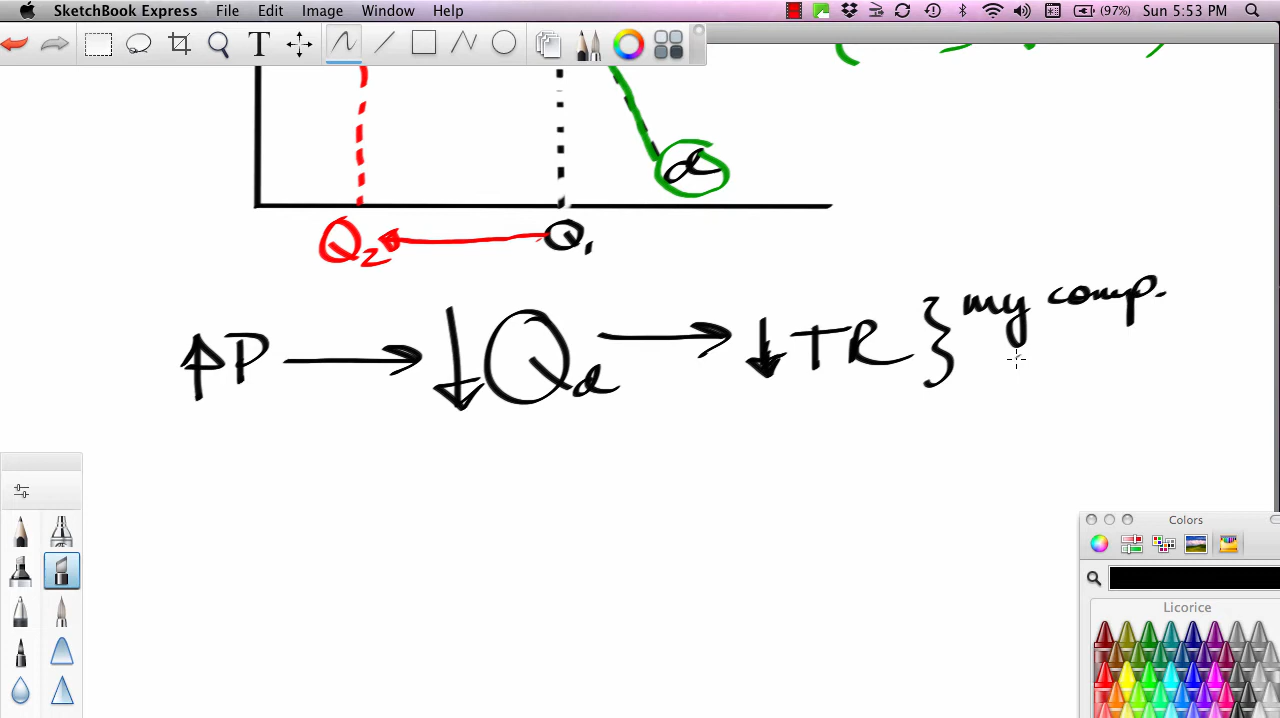 SketchBook Express File Edit Image Window Help (97%) Sun 5:53 PM
T
d
Q2 Q1
↑P → ↓Qd → ↓TR } my comp.
Colors
Licorice